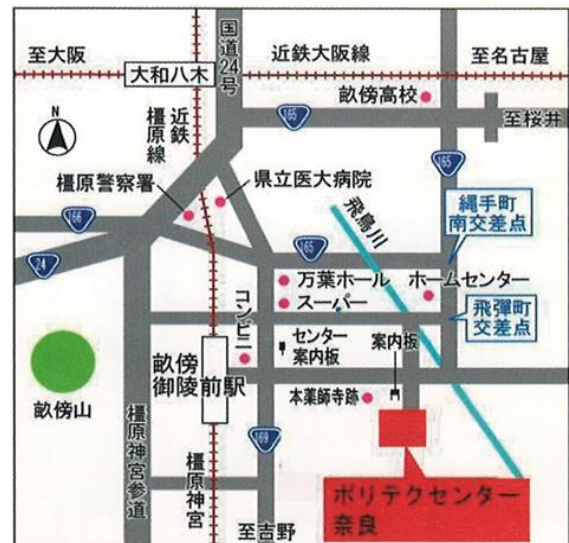 至大阪
国道24号
近鉄大阪線
至名古屋
大和八木
畝傍高校
N
近鉄
橿原線
165
至桜井
165
橿原警察署
県立医大病院
飛鳥川
縄手町
南交差点
166
165
24
万葉ホール
ホームセンター
スーパー
飛騨町
交差点
コンビニ
センター
案内板
案内板
畝傍
御陵前駅
畝傍山
本薬師寺跡
橿原神宮参道
169
橿原神宮
ポリテクセンター
奈良
至吉野